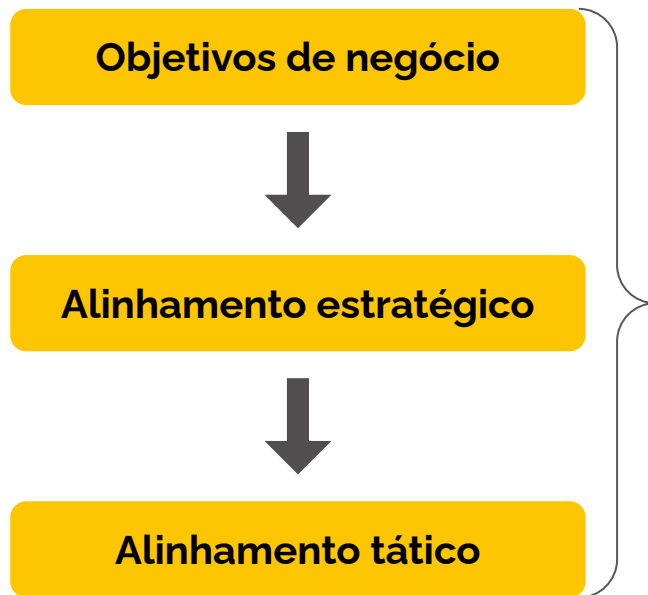 Objetivos de negócio
Alinhamento estratégico
Alinhamento tático